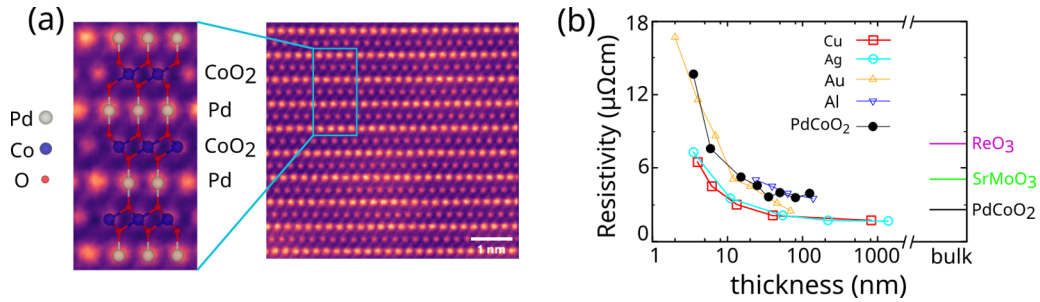 (a)
Pd
Co
O
CoO2
Pd
CoO2
Pd
1 nm
(b)
Resistivity (μΩcm)
18
12
6
0
Cu
Ag
Au
Al
PdCoO2
ReO3
SrMoO3
PdCoO2
1 10 100 1000 bulk
thickness (nm)